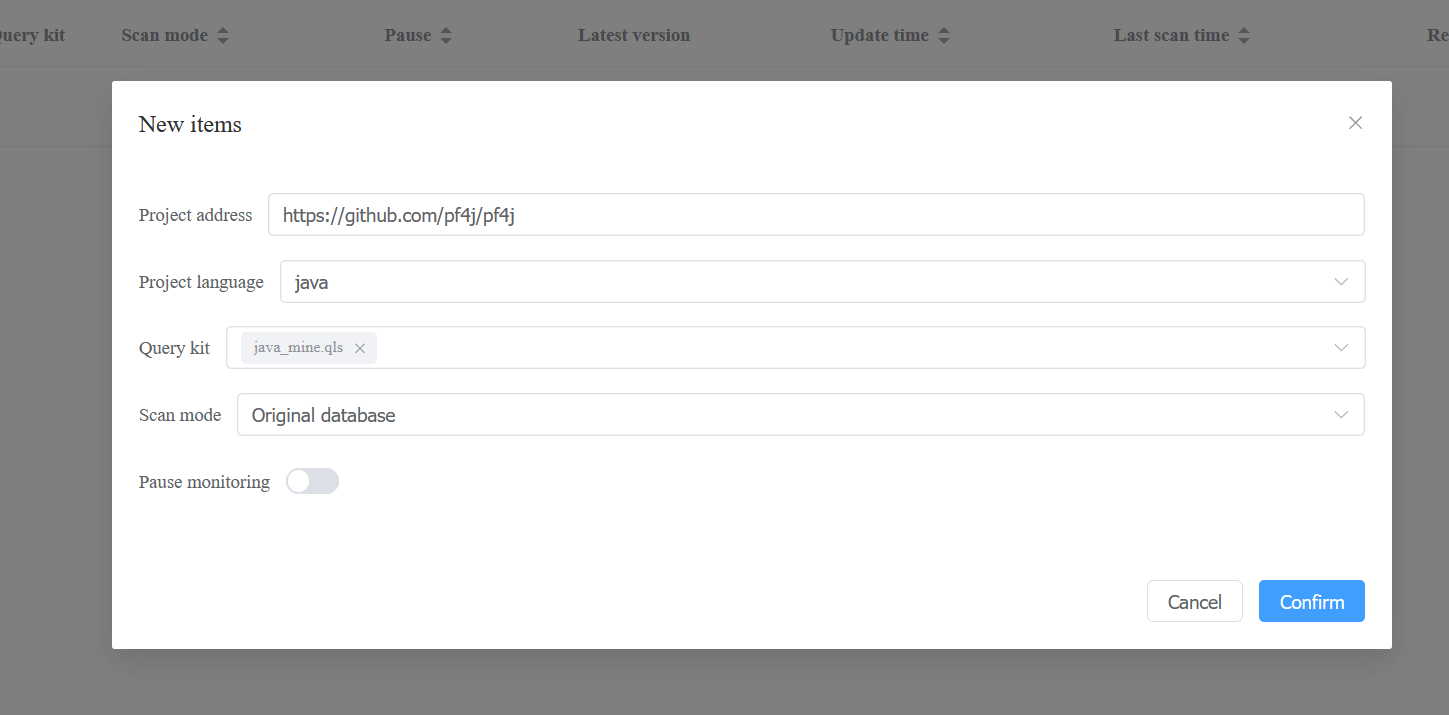 uery kit Scan mode Pause Latest version Update time Last scan time Re
New items
Project address https://github.com/pf4j/pf4j
Project language java
Query kit java_mine.qls
Scan mode Original database
Pause monitoring
Cancel Confirm